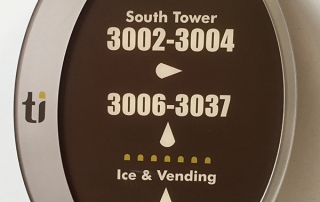 South Tower
3002-3004
3006-3037
Ice & Vending
ti